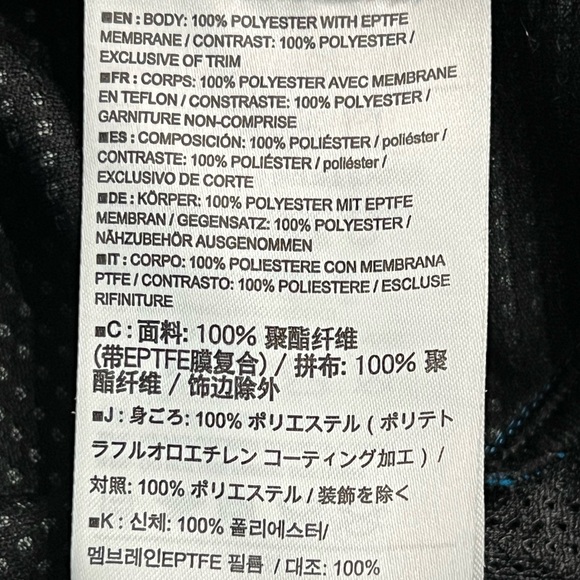 ■EN : BODY: 100% POLYESTER WITH EPTFE
MEMBRANE / CONTRAST: 100% POLYESTER /
EXCLUSIVE OF TRIM
■FR : CORPS: 100% POLYESTER AVEC MEMBRANE
EN TEFLON / CONSTRASTE: 100% POLYESTER /
GARNITURE NON-COMPRISE
■ES : COMPOSICIÓN: 100% POLIÉSTER / poliéster /
CONTRASTE: 100% POLIÉSTER / poliéster /
EXCLUSIVO DE CORTE
■DE : KÖRPER: 100% POLYESTER MIT EPTFE
MEMBRAN / GEGENSATZ: 100% POLYESTER /
NÄHZUBEHÖR AUSGENOMMEN
■IT : CORPO: 100% POLIESTERE CON MEMBRANA
PTFE / CONTRASTO: 100% POLIESTERE / ESCLUSE
RIFINITURE
■C : 面料: 100% 聚酯纤维
(带EPTFE膜复合) / 拼布: 100% 聚
酯纤维 / 饰边除外
■J : 身ごろ: 100% ポリエステル ( ポリテト
ラフルオロエチレン コーティング加工 ) /
対照: 100% ポリエステル / 装飾を除く
■K : 신체: 100% 폴리에스터/
멤브레인EPTFE 필름 / 대조: 100%